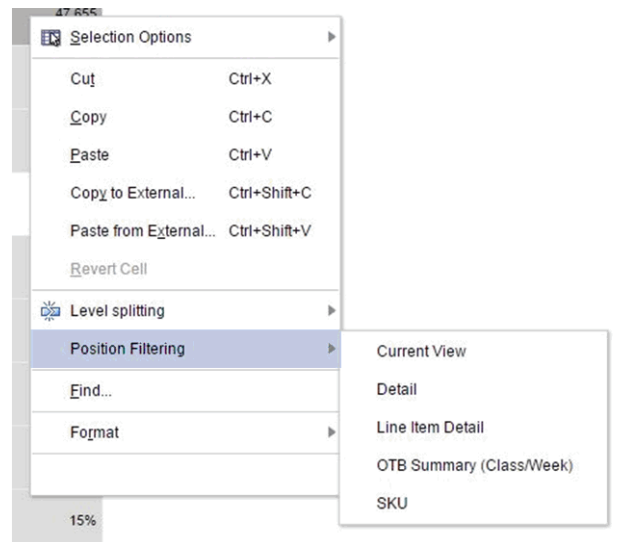 47,655
Selection Options
Cut Ctrl+X
Copy Ctrl+C
Paste Ctrl+V
Copy to External... Ctrl+Shift+C
Paste from External... Ctrl+Shift+V
Revert Cell
Level splitting
Position Filtering
Current View
Detail
Line Item Detail
OTB Summary (Class/Week)
SKU
Find...
Format
15%